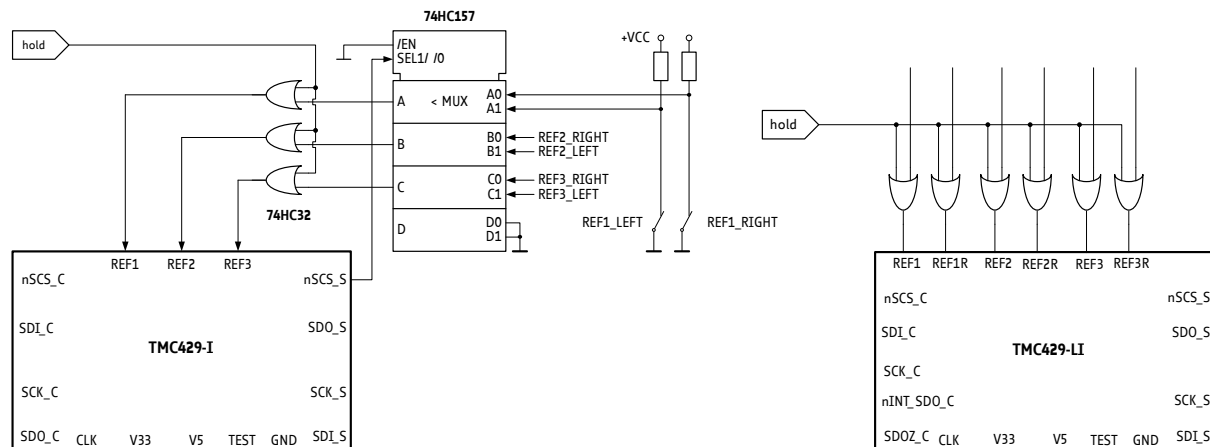 74HC157
hold
/EN
SEL1/ /0
+VCC
A
< MUX
A0
A1
B
B0
REF2_RIGHT
B1
REF2_LEFT
C
C0
REF3_RIGHT
C1
REF3_LEFT
74HC32
D
D0
D1
REF1_LEFT
REF1_RIGHT
REF1
REF2
REF3
nSCS_C
nSCS_S
SDI_C
SDO_S
TMC429-I
SCK_C
SCK_S
SDO_C
CLK
V33
V5
TEST
GND
SDI_S
hold
REF1
REF1R
REF2
REF2R
REF3
REF3R
nSCS_C
nSCS_S
SDI_C
SDO_S
TMC429-LI
SCK_C
nINT_SDO_C
SCK_S
SDOZ_C
CLK
V33
V5
TEST
GND
SDI_S